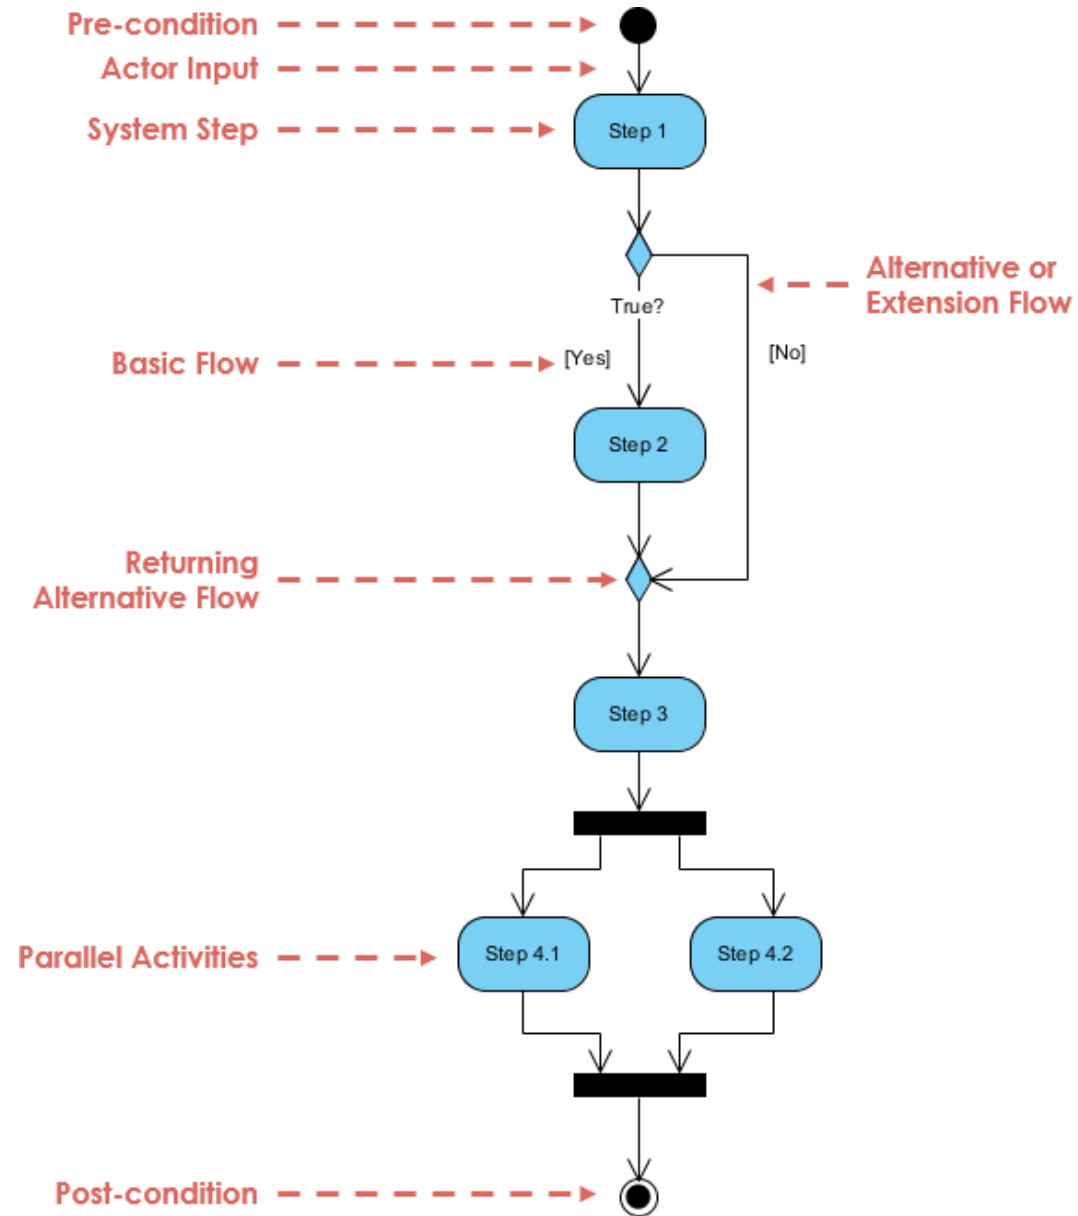 Pre-condition
Actor Input
System Step
Step 1
Alternative or
Extension Flow
True?
[No]
Basic Flow
[Yes]
Step 2
Returning
Alternative Flow
Step 3
Parallel Activities
Step 4.1
Step 4.2
Post-condition